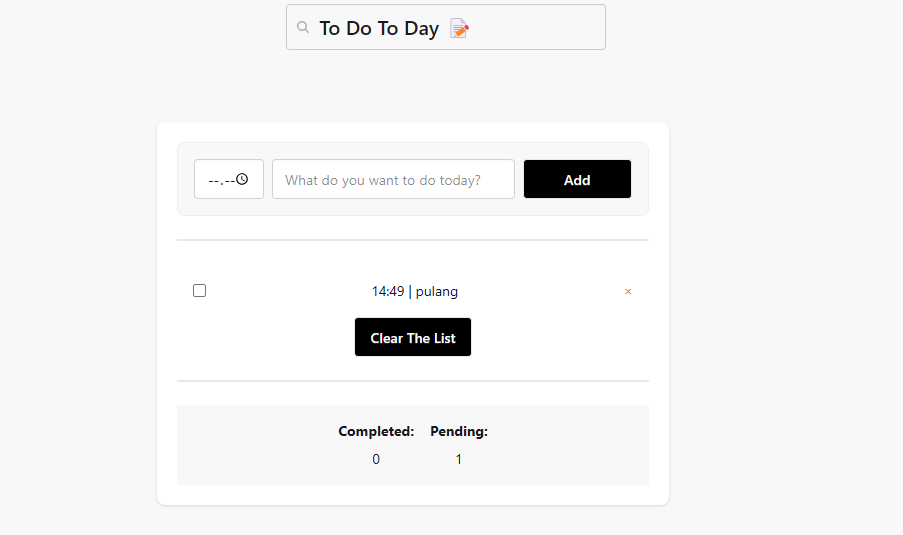 To Do To Day 📝
--.--
What do you want to do today?
Add
14:49 | pulang
×
Clear The List
Completed: Pending:
0 1